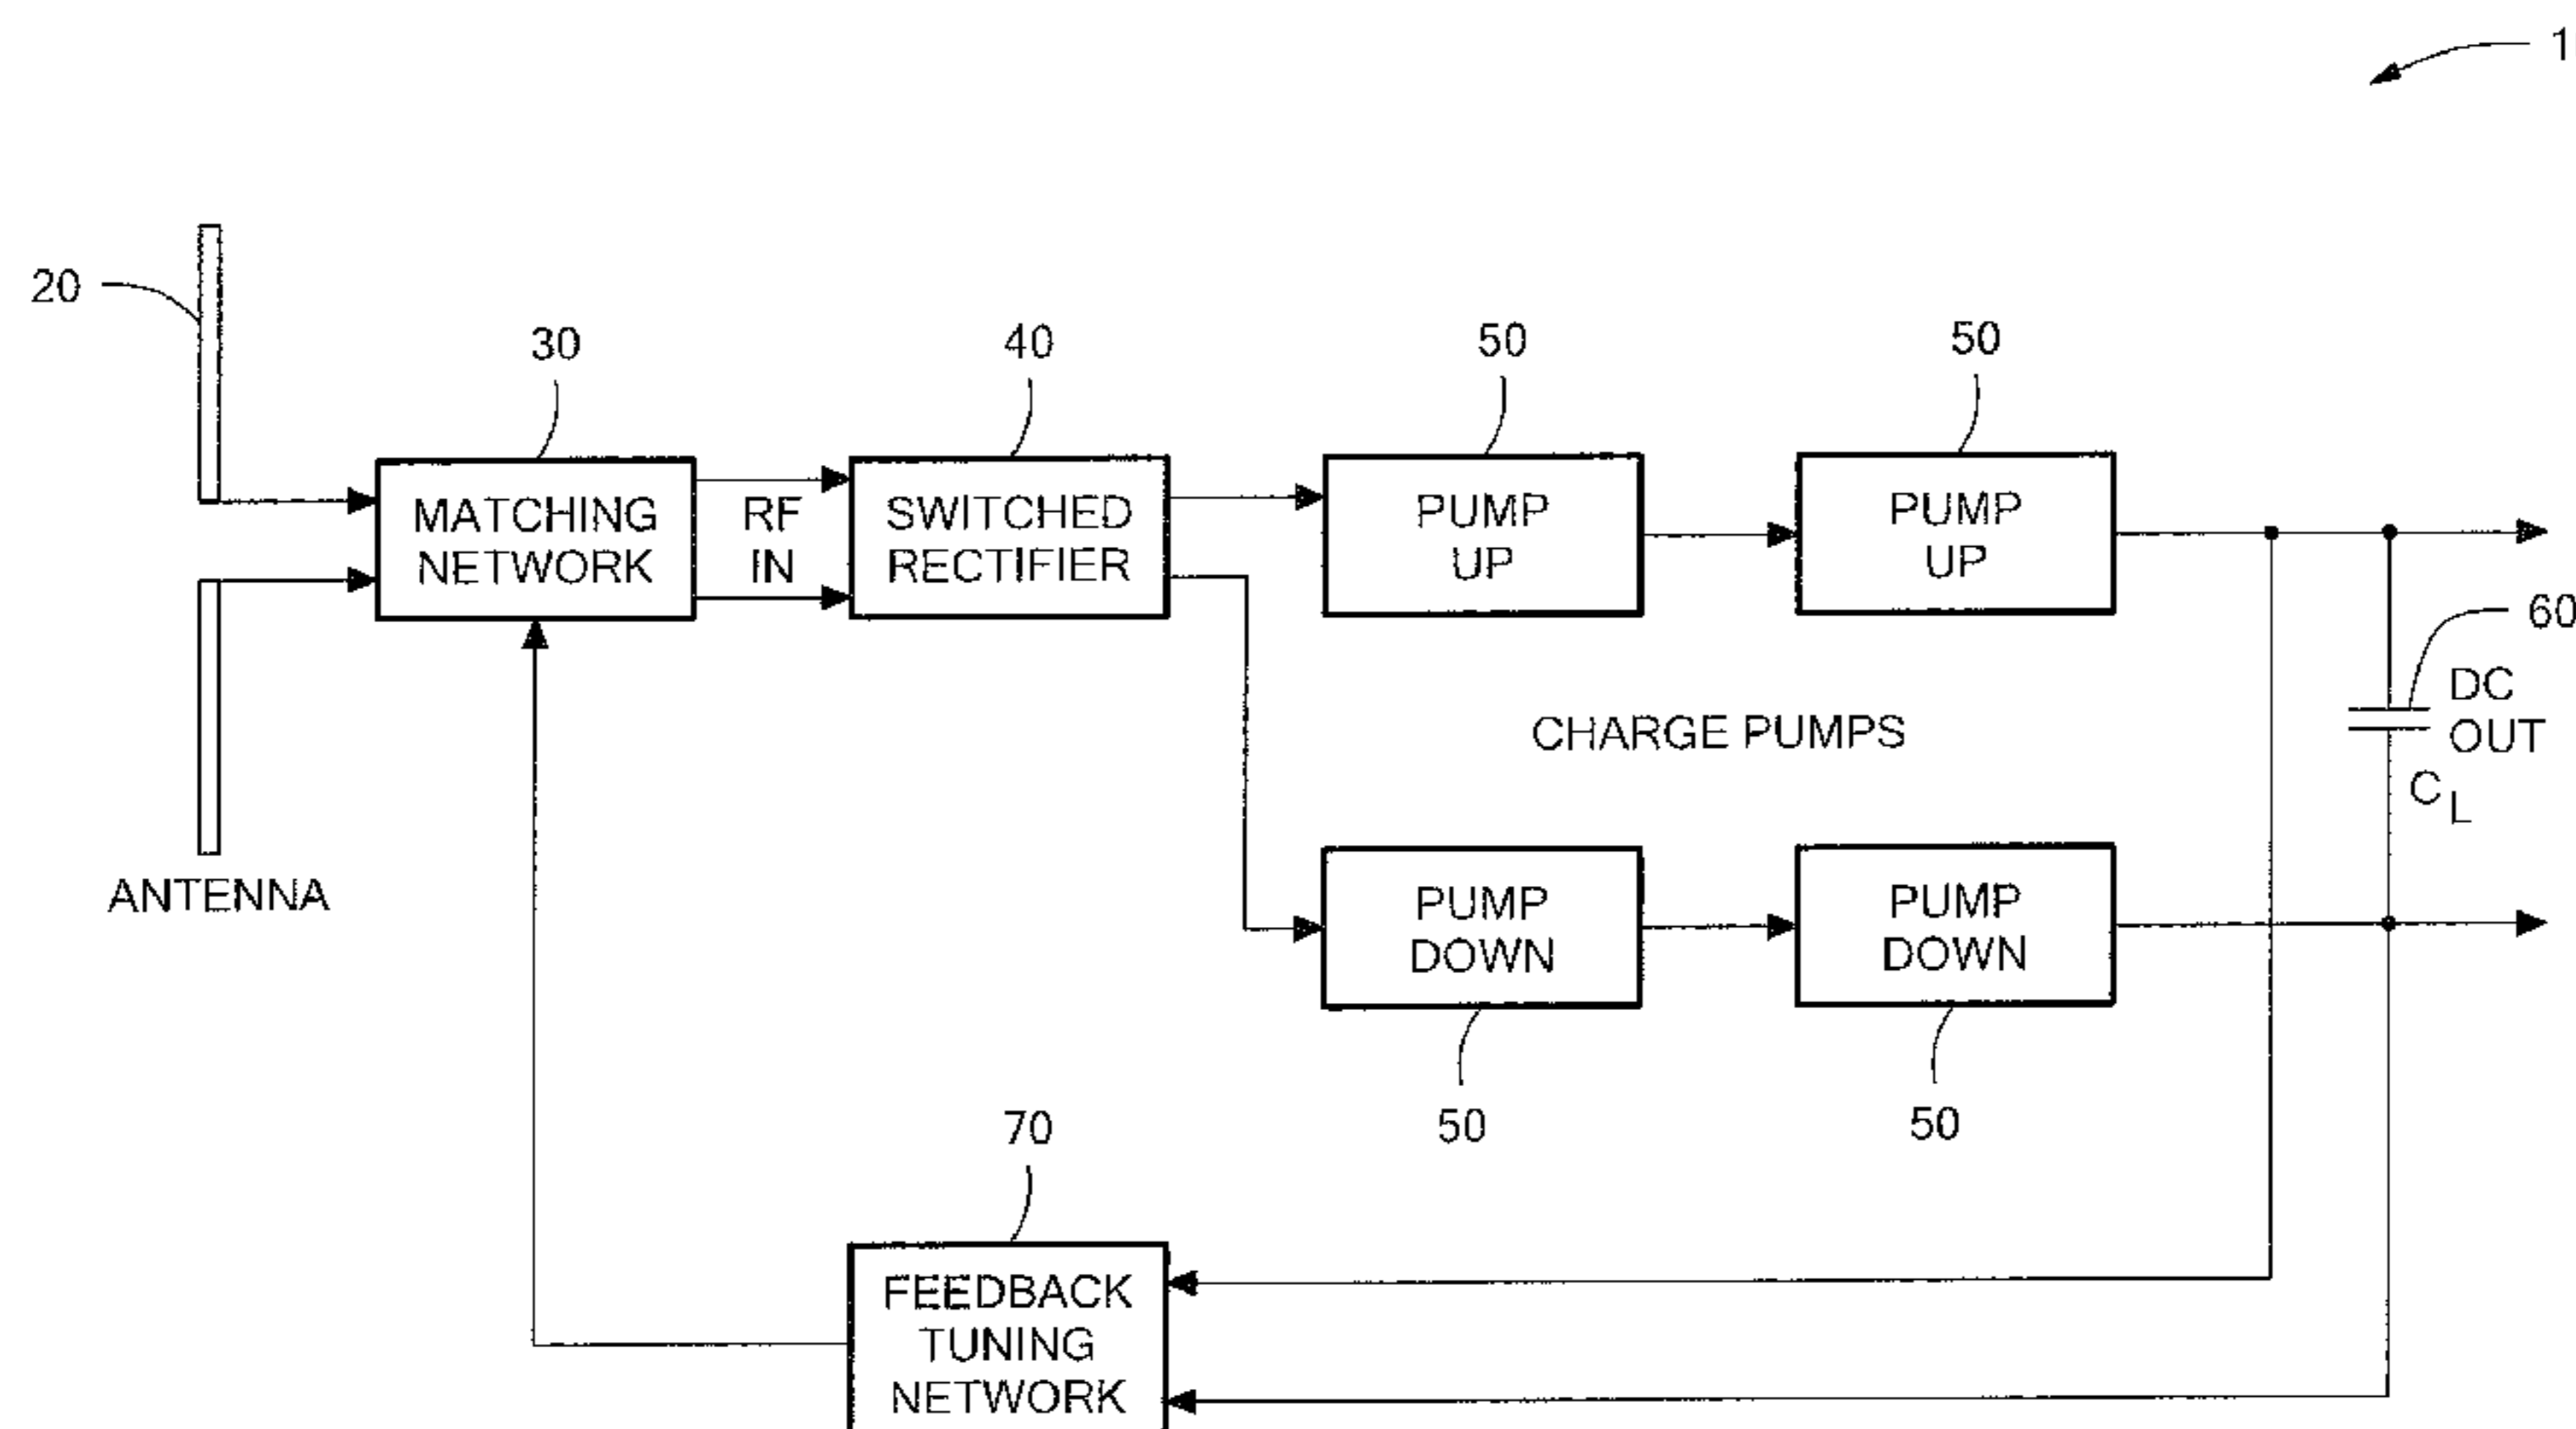 1
20
30
40
50
50
MATCHING
NETWORK
RF
IN
SWITCHED
RECTIFIER
PUMP
UP
PUMP
UP
60
DC
OUT
C L
CHARGE PUMPS
ANTENNA
PUMP
DOWN
PUMP
DOWN
50
50
70
FEEDBACK
TUNING
NETWORK